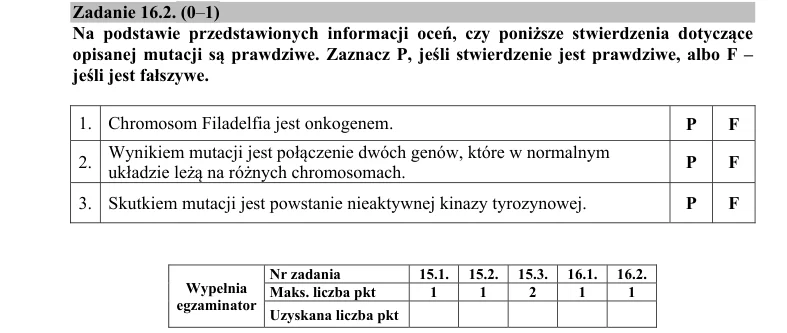 Zadanie 16.2. (0–1)
Na podstawie przedstawionych informacji oceń, czy poniższe stwierdzenia dotyczące
opisanej mutacji są prawdziwe. Zaznacz P, jeśli stwierdzenie jest prawdziwe, albo F –
jeśli jest fałszywe.
1. Chromosom Filadelfia jest onkogenem. P F
2. Wynikiem mutacji jest połączenie dwóch genów, które w normalnym
układzie leżą na różnych chromosomach. P F
3. Skutkiem mutacji jest powstanie nieaktywnej kinazy tyrozynowej. P F
Wypełnia
egzaminator
Nr zadania 15.1. 15.2. 15.3. 16.1. 16.2.
Maks. liczba pkt 1 1 2 1 1
Uzyskana liczba pkt